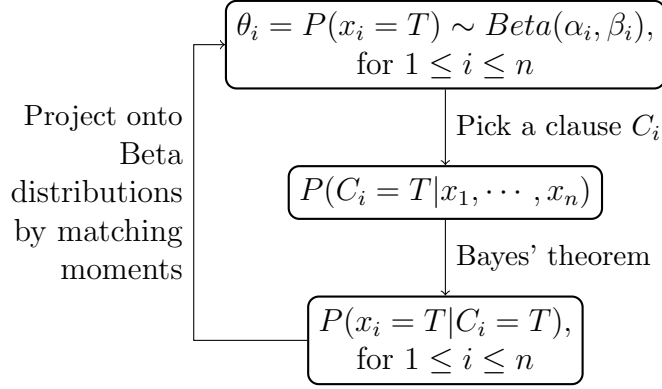 θ_i = P(x_i = T) ∼ Beta(α_i, β_i),
for 1 ≤ i ≤ n
Pick a clause C_i
P(C_i = T|x_1, ⋯ , x_n)
Bayes' theorem
P(x_i = T|C_i = T),
for 1 ≤ i ≤ n
Project onto
Beta
distributions
by matching
moments